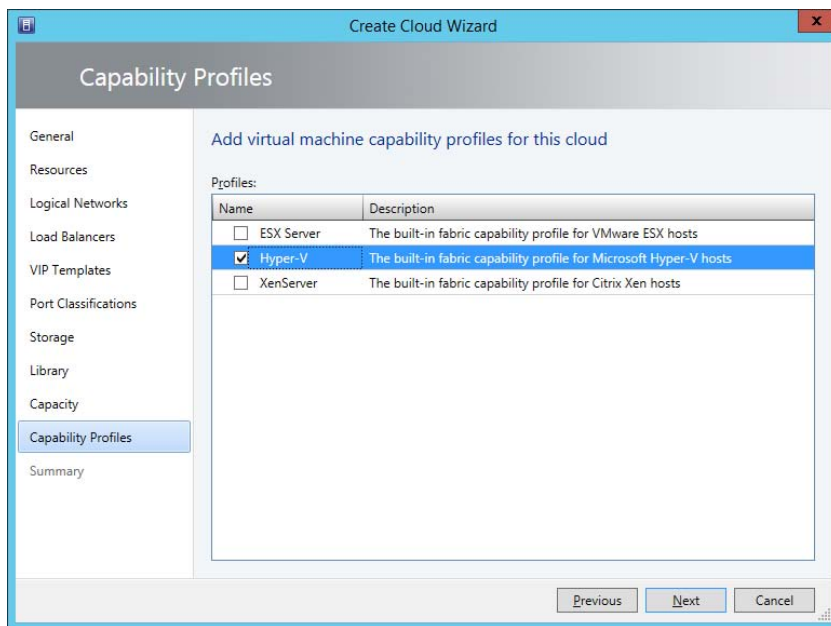 Create Cloud Wizard
x
Capability Profiles
General
Resources
Logical Networks
Load Balancers
VIP Templates
Port Classifications
Storage
Library
Capacity
Capability Profiles
Summary
Add virtual machine capability profiles for this cloud
Profiles:
Name Description
ESX Server The built-in fabric capability profile for VMware ESX hosts
Hyper-V The built-in fabric capability profile for Microsoft Hyper-V hosts
XenServer The built-in fabric capability profile for Citrix Xen hosts
Previous Next Cancel